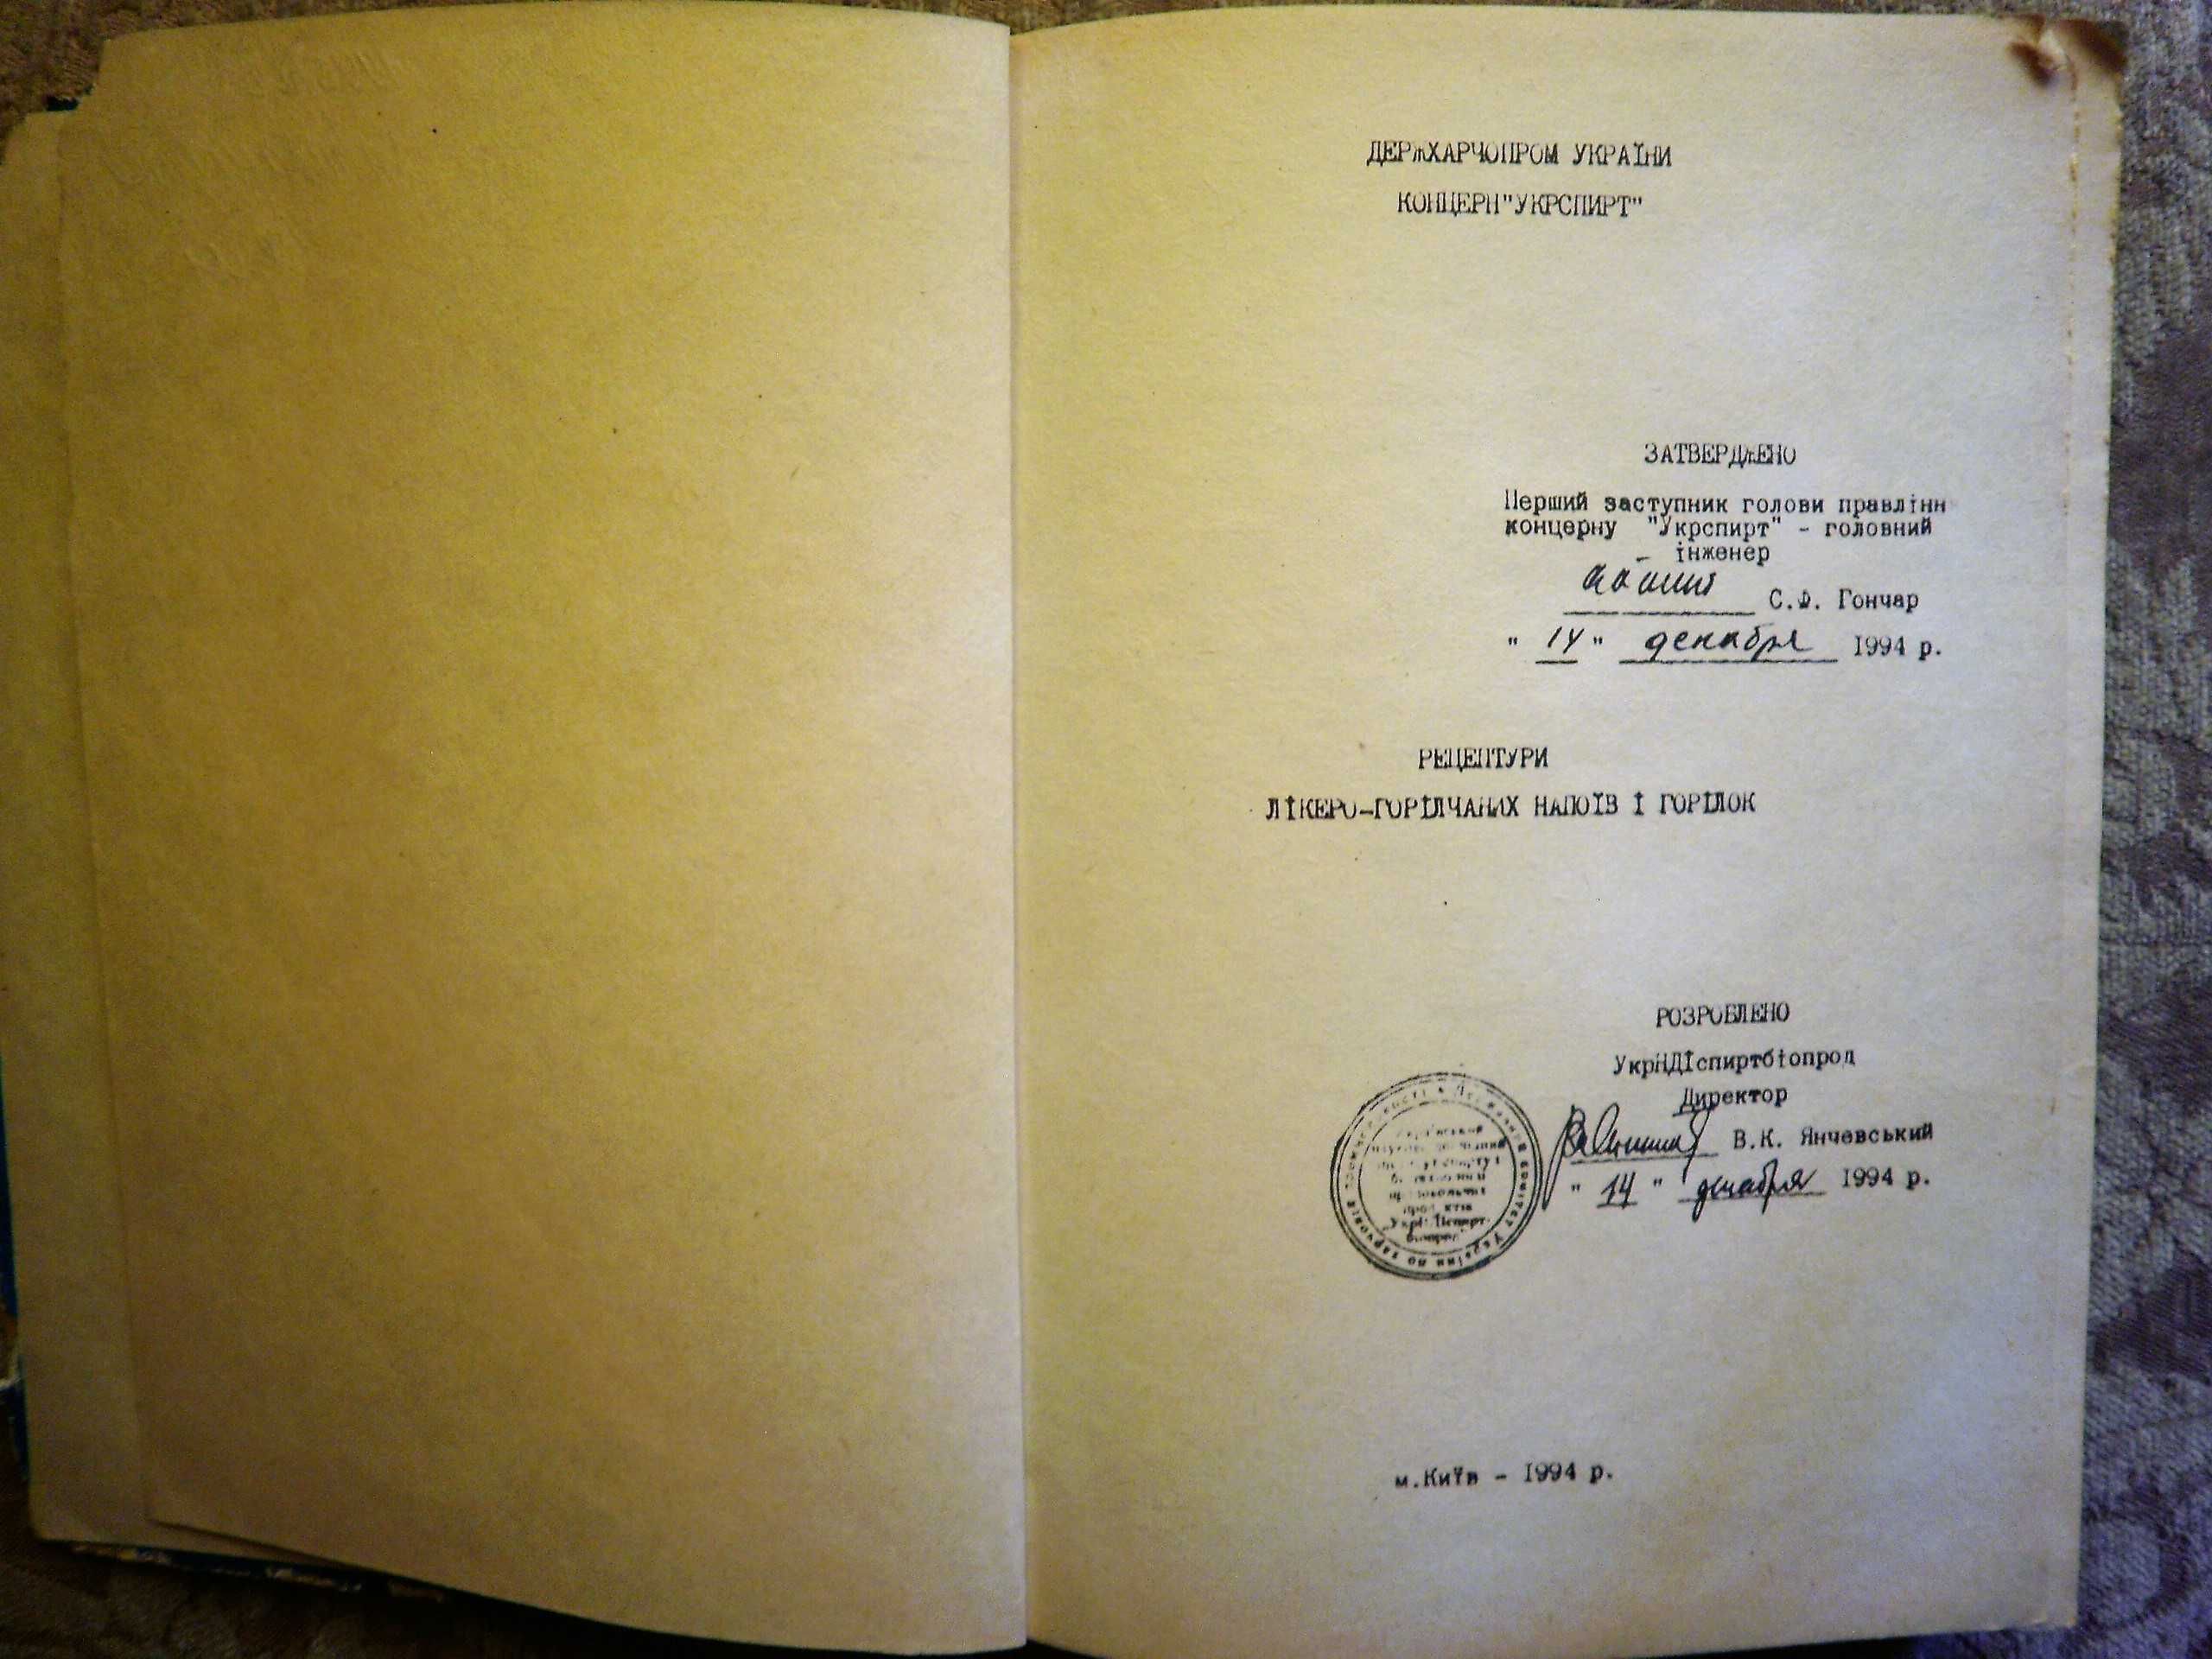 ДЕРЖХАРЧОПРОМ УКРАЇНИ
КОНЦЕРН"УКРСПИРТ"
ЗАТВЕРДЖЕНО
Перший заступник голови правлінн
концерну "Укрспирт" - головний
інженер
С.Ф. Гончар
" 14 " декабря 1994 р.
РЕЦЕПТУРИ
ЛІКЕРО-ГОРІЛЧАНИХ НАПОЇВ І ГОРІЛОК
РОЗРОБЛЕНО
УкрНДІспиртбіопрод
Директор
В.К. Янчевський
" 14 " декабря 1994 р.
м.Київ - 1994 р.